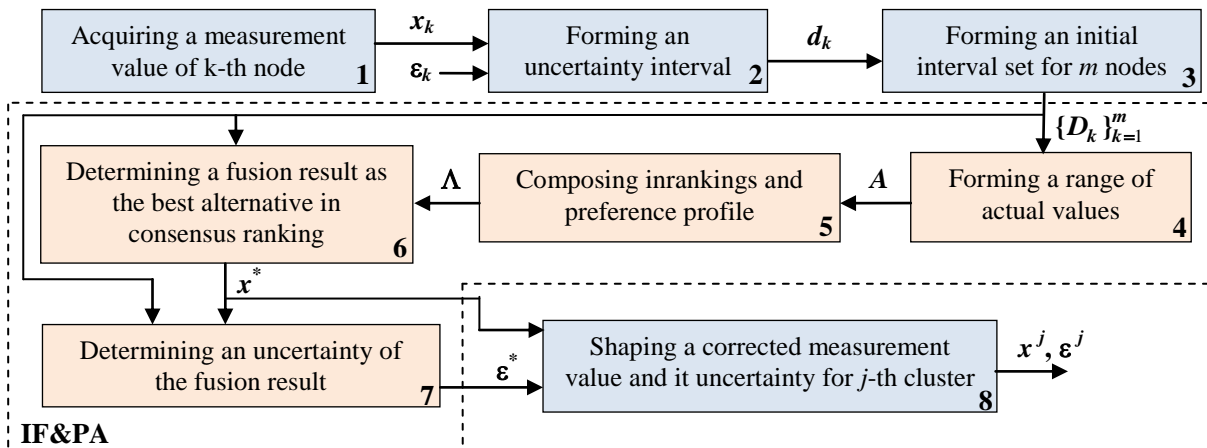 Acquiring a measurement
value of k-th node
1
x_k
ε_k
Forming an
uncertainty interval
2
d_k
Forming an initial
interval set for m nodes
3
{D_k}_{k=1}^m
Determining a fusion result as
the best alternative in
consensus ranking
6
Λ
Composing inrankings and
preference profile
5
A
Forming a range of
actual values
4
x^*
Determining an uncertainty of
the fusion result
7
ε^*
Shaping a corrected measurement
value and it uncertainty for j-th cluster
8
x^j, ε^j
IF&PA